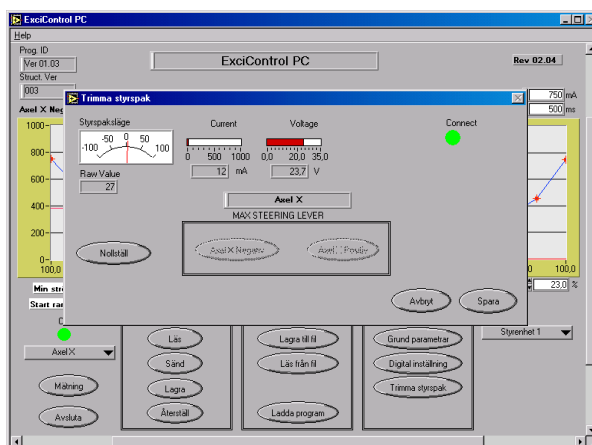 ExciControl PC
Help
Prog. ID
Ver 01.03
ExciControl PC
Rev 02.04
Struct. Ver
003
Trimma styrspak
750 mA
500 ms
Axel X Neg
Styrspaksläge
Current
Voltage
Connect
-100 -50 0 50 100
0 500 1000
0,0 20,0 35,0
12 mA
23,7 V
Raw Value
27
Axel X
MAX STEERING LEVER
Nollställ
Axel X Negativ
Axel X Positiv
Avbryt
Spara
1000
800
600
400
200
0
100,0
100,0
Min str
23,0 %
Start ra
Axel X
Läs
Lagra till fil
Grund parametrar
Styrenhet 1
Sänd
Läs från fil
Digital inställning
Mätning
Lagra
Trimma styrspak
Avsluta
Återställ
Ladda program